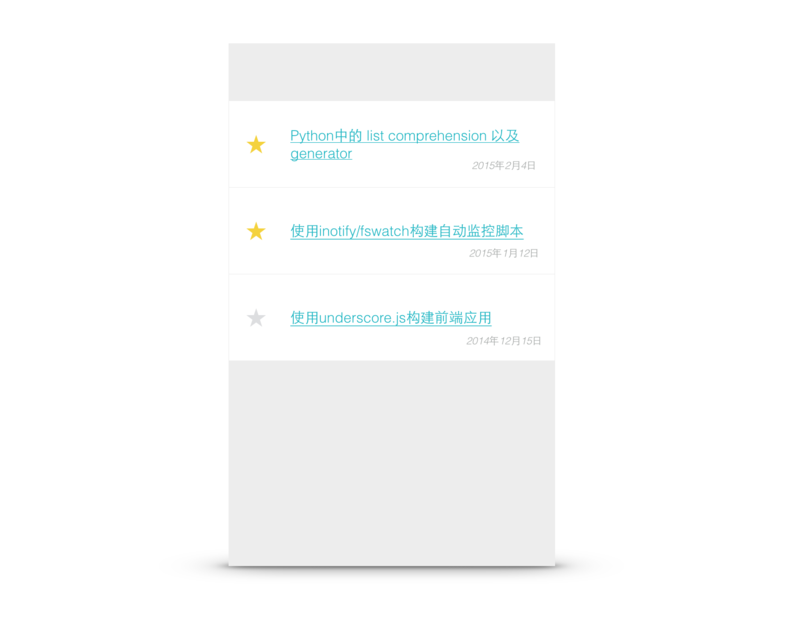 Python中的 list comprehension 以及
generator
2015年2月4日
使用inotify/fswatch构建自动监控脚本
2015年1月12日
使用underscore.js构建前端应用
2014年12月15日